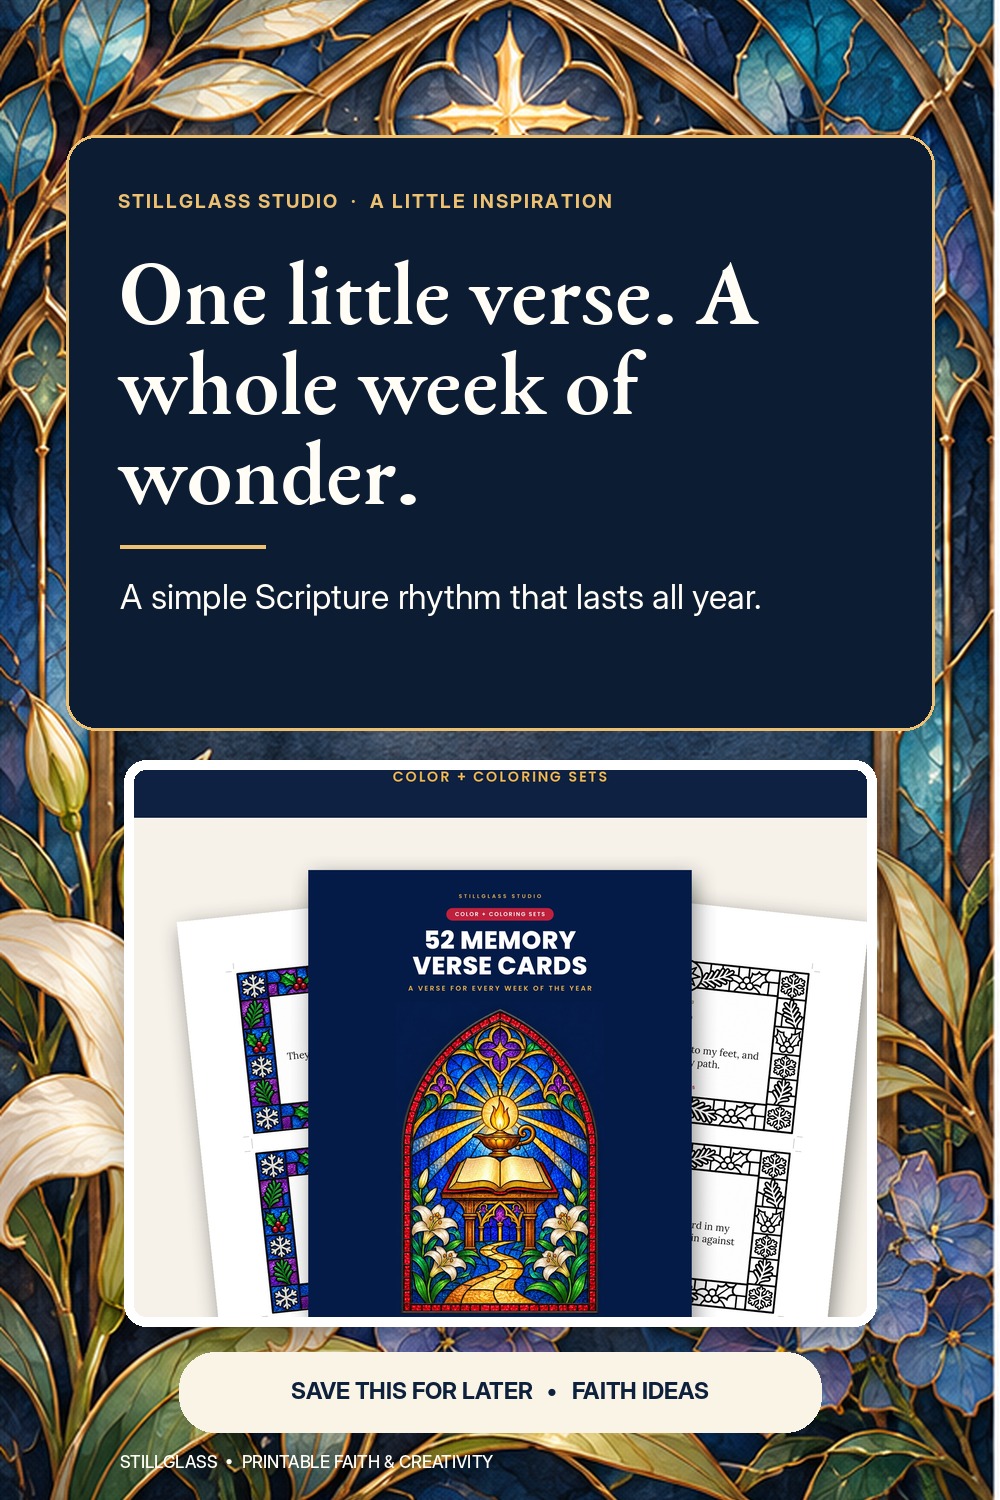 STILLGLASS STUDIO · A LITTLE INSPIRATION
One little verse. A
whole week of
wonder.
A simple Scripture rhythm that lasts all year.
COLOR + COLORING SETS
STILLGLASS STUDIO
COLOR + COLORING SETS
52 MEMORY
VERSE CARDS
A VERSE FOR EVERY WEEK OF THE YEAR
They
to my feet, and
path.
in my
against
SAVE THIS FOR LATER • FAITH IDEAS
STILLGLASS • PRINTABLE FAITH & CREATIVITY